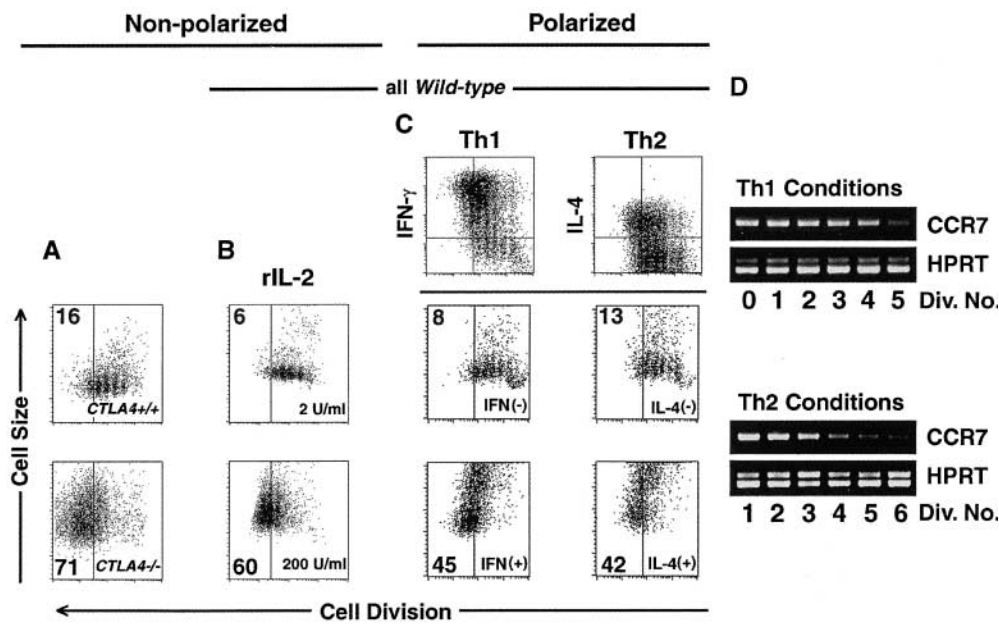 Non-polarized
Polarized
all Wild-type
D
C
Th1
Th2
IFN-γ
IL-4
Th1 Conditions
CCR7
HPRT
0 1 2 3 4 5 Div. No.
A
B
rIL-2
16
CTLA4+/+
6
2 U/ml
8
IFN(-)
13
IL-4(-)
Cell Size
Th2 Conditions
CCR7
HPRT
1 2 3 4 5 6 Div. No.
71
CTLA4-/-
60
200 U/ml
45
IFN(+)
42
IL-4(+)
Cell Division